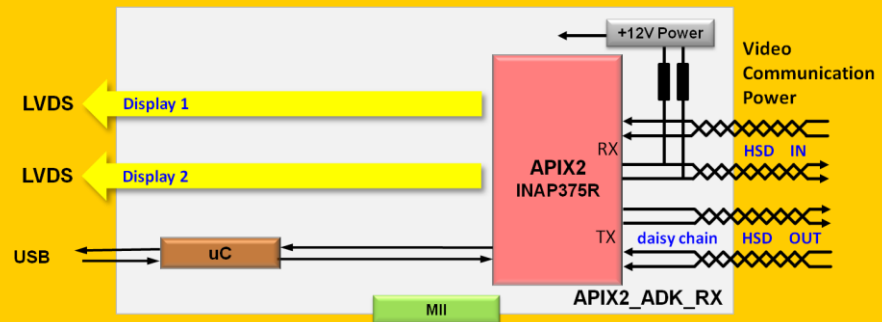 +12V Power
Video
Communication
Power
LVDS
Display 1
RX
HSD IN
APIX2
INAP375R
LVDS
Display 2
TX
daisy chain HSD OUT
USB
uC
APIX2_ADK_RX
MII